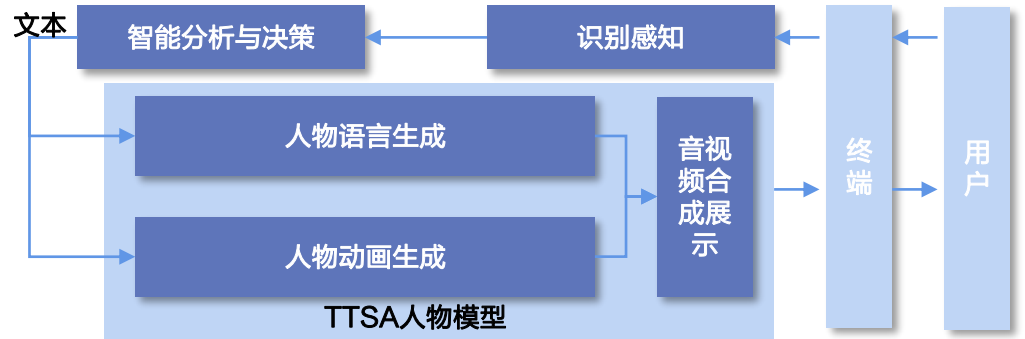 文本
智能分析与决策
识别感知
人物语言生成
人物动画生成
音视
频合
成展
示
TTSA人物模型
终
端
用
户